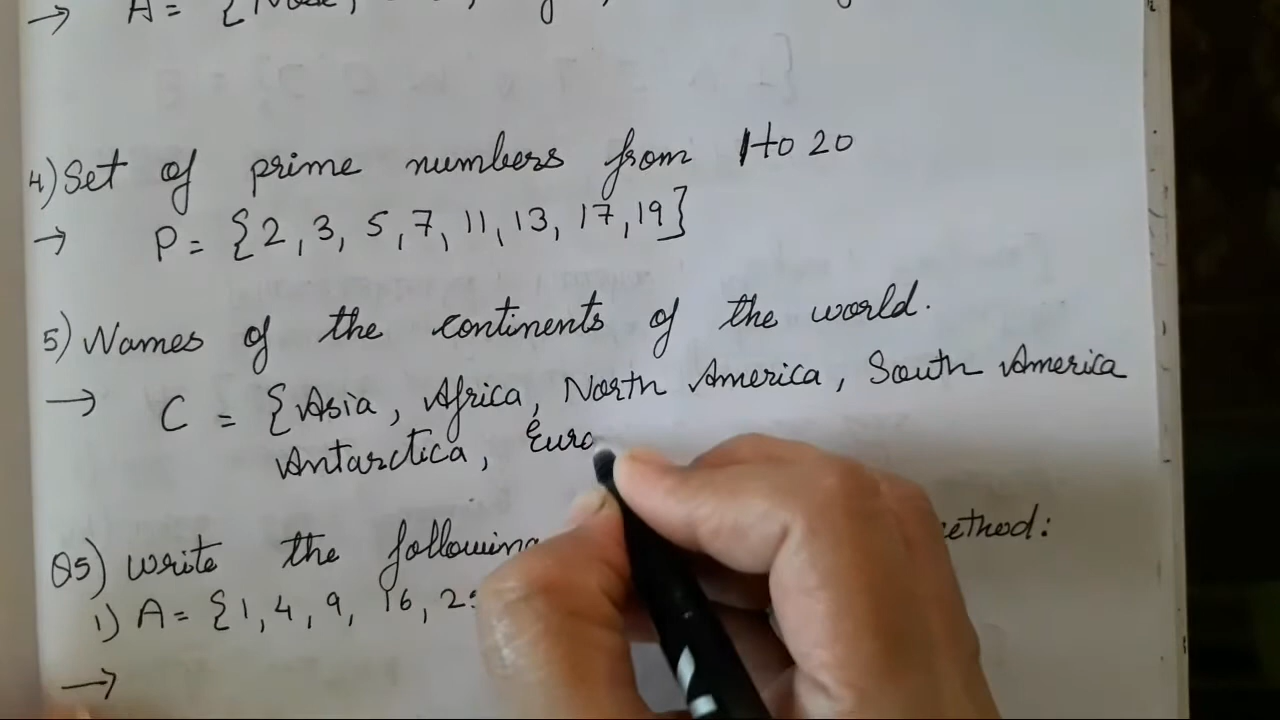 → A = {
4) Set of prime numbers from 1 to 20
→ P = {2, 3, 5, 7, 11, 13, 17, 19}
5) Names of the continents of the world.
→ C = {Asia, Africa, North America, South America
Antarctica, Euro
Q5) Write the following ethod:
1) A = {1, 4, 9, 16, 2
→